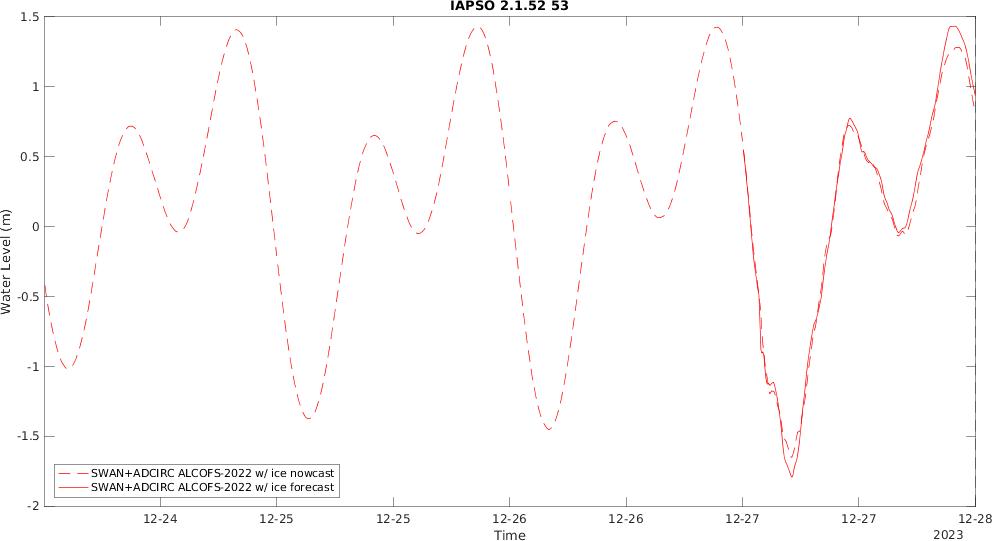 IAPSO 2.1.52 53
1.5
1
0.5
0
-0.5
-1
-1.5
-2
Water Level (m)
SWAN+ADCIRC ALCOFS-2022 w/ ice nowcast
SWAN+ADCIRC ALCOFS-2022 w/ ice forecast
12-24 12-25 12-25 12-26 12-26 12-27 12-27 12-28
Time
2023